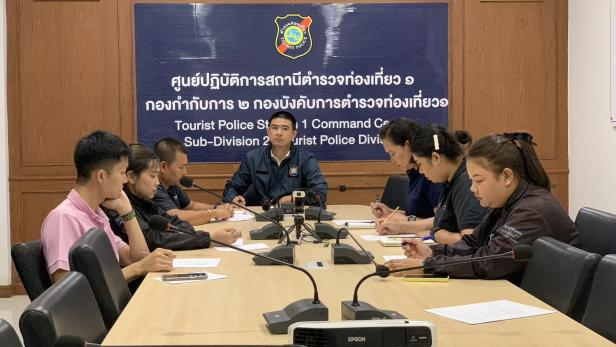 ศูนย์ปฏิบัติการสถานีตำรวจท่องเที่ยว ๑
กองกำกับการ ๒ กองบังคับการตำรวจท่องเที่ยว๑
Tourist Police 1 Command
Sub-Division 2 Tourist Police
EPSON